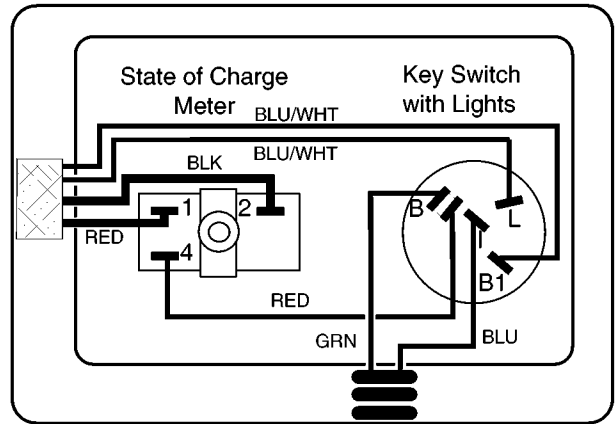 State of Charge
Meter
Key Switch
with Lights
BLU/WHT
BLU/WHT
BLK
1
2
B
L
I
RED
4
B1
RED
GRN
BLU